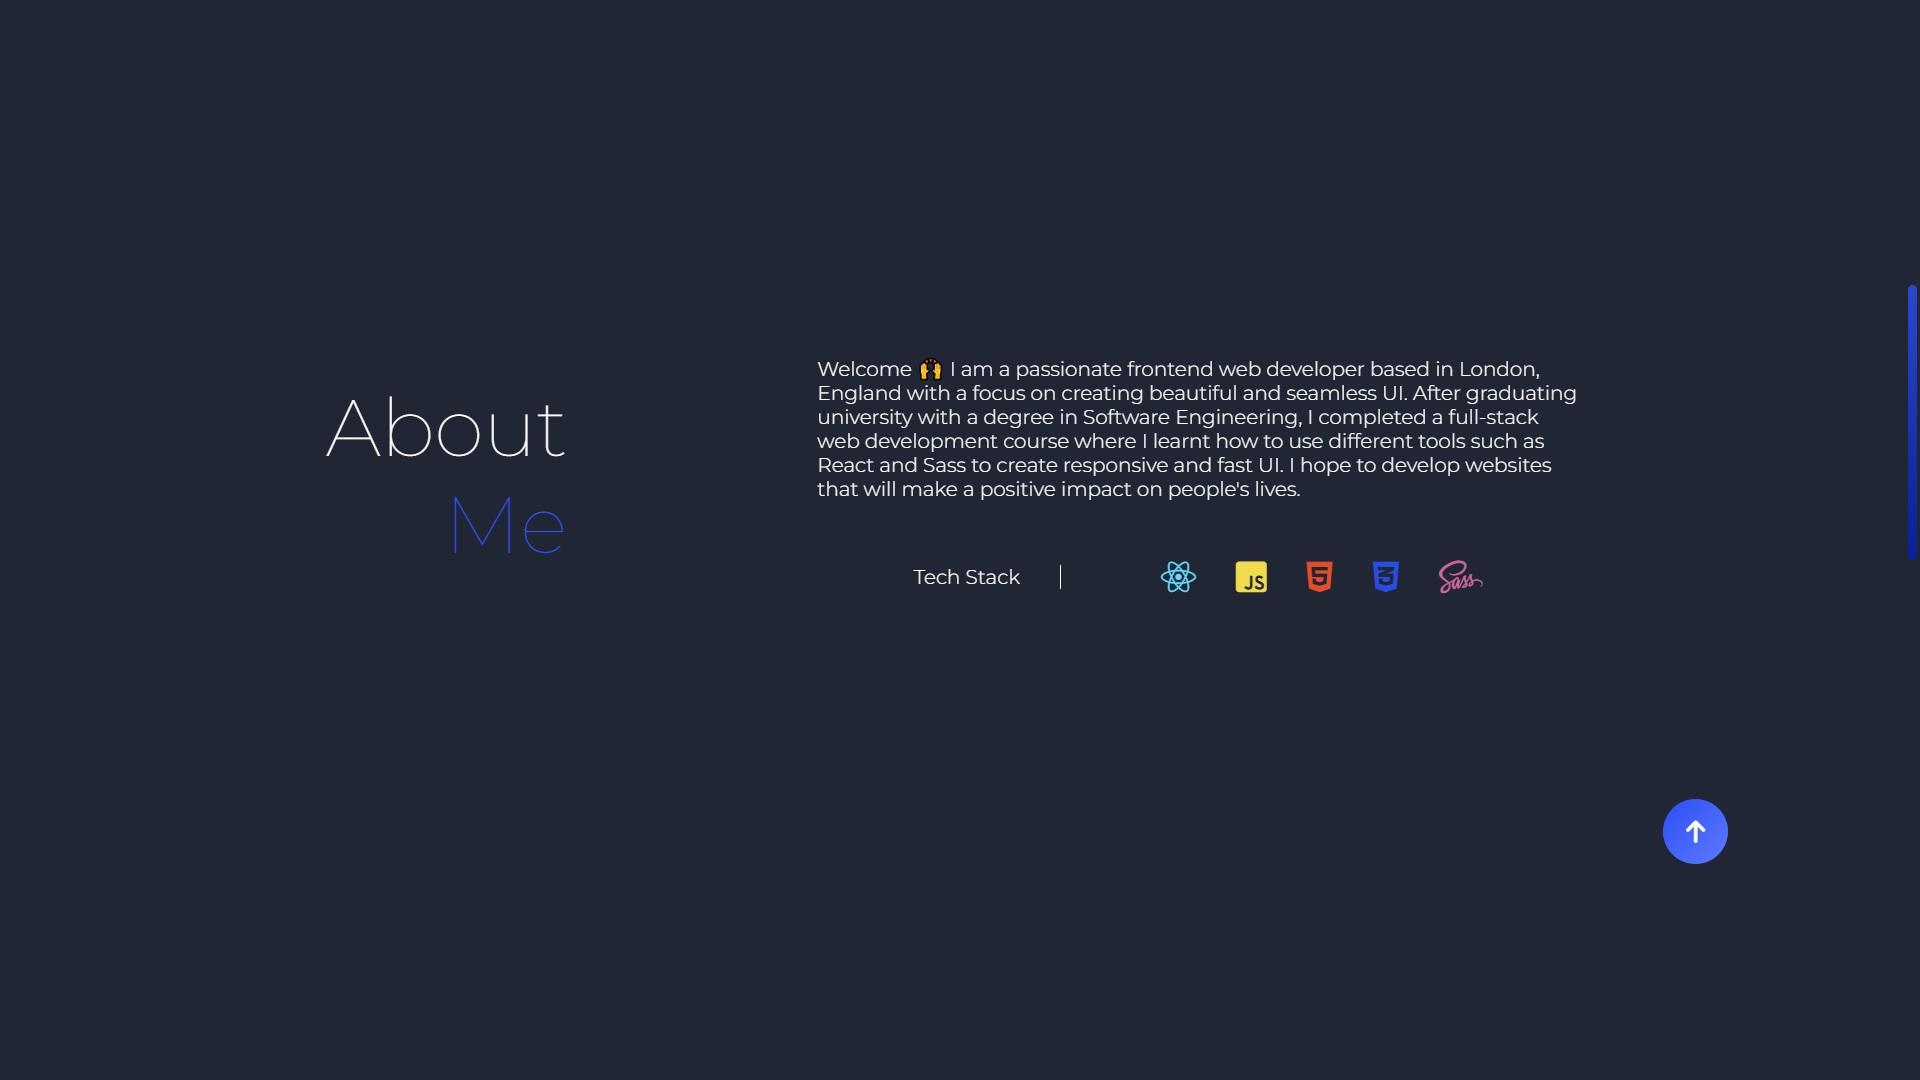 About
Me
Welcome 🙌 I am a passionate frontend web developer based in London,
England with a focus on creating beautiful and seamless UI. After graduating
university with a degree in Software Engineering, I completed a full-stack
web development course where I learnt how to use different tools such as
React and Sass to create responsive and fast UI. I hope to develop websites
that will make a positive impact on people's lives.
Tech Stack
JS
5
3
Sass